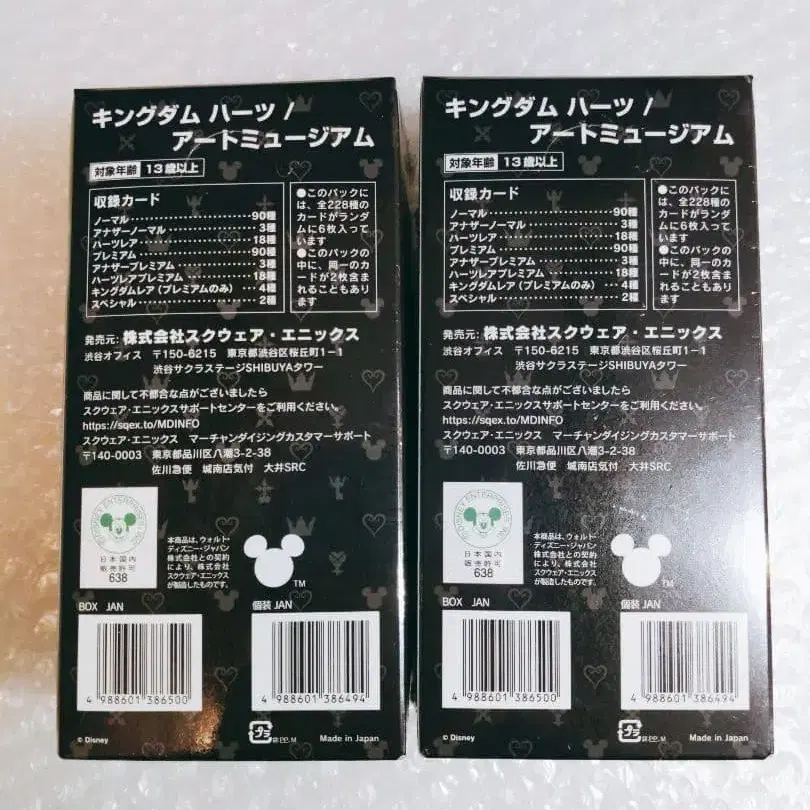 キングダム ハーツ /
アートミュージアム
対象年齢 13歳以上
収録カード
ノーマル……………………90種
アナザーノーマル……………3種
ハーツレア…………………18種
プレミアム…………………90種
アナザープレミアム…………3種
ハーツレアプレミアム………18種
キングダムレア(プレミアムのみ)…4種
スペシャル……………………2種
●このパックに
は、全228種の
カードがランダ
ムに6枚入って
います
●このパックの
中に、同一のカ
ードが2枚含ま
れることもあり
ます
発売元: 株式会社スクウェア・エニックス
渋谷オフィス 〒150-6215 東京都渋谷区桜丘町1-1
渋谷サクラステージSHIBUYAタワー
商品に関して不都合な点がございましたら
スクウェア・エニックスサポートセンターをご利用ください。
https://sqex.to/MDINFO
スクウェア・エニックス マーチャンダイジングカスタマーサポート
〒140-0003 東京都品川区八潮3-2-38
佐川急便 城南店気付 大井SRC
日本国内
販売許可
638
本商品は、ウォルト・
ディズニー・ジャパン
株式会社との契約
により、株式会社
スクウェア・エニックス
が製造したものです。
TM
BOX JAN
個装 JAN
4 988601 386500
4 988601 386494
© Disney
プラ
袋:PP.M
Made in Japan
キングダム ハーツ /
アートミュージアム
対象年齢 13歳以上
収録カード
ノーマル……………………90種
アナザーノーマル……………3種
ハーツレア…………………18種
プレミアム…………………90種
アナザープレミアム…………3種
ハーツレアプレミアム………18種
キングダムレア(プレミアムのみ)…4種
スペシャル……………………2種
●このパックに
は、全228種の
カードがランダ
ムに6枚入って
います
●このパックの
中に、同一のカ
ードが2枚含ま
れることもあり
ます
発売元: 株式会社スクウェア・エニックス
渋谷オフィス 〒150-6215 東京都渋谷区桜丘町1-1
渋谷サクラステージSHIBUYAタワー
商品に関して不都合な点がございましたら
スクウェア・エニックスサポートセンターをご利用ください。
https://sqex.to/MDINFO
スクウェア・エニックス マーチャンダイジングカスタマーサポート
〒140-0003 東京都品川区八潮3-2-38
佐川急便 城南店気付 大井SRC
日本国内
販売許可
638
本商品は、ウォルト・
ディズニー・ジャパン
株式会社との契約
により、株式会社
スクウェア・エニックス
が製造したものです。
TM
BOX JAN
個装 JAN
4 988601 386500
4 988601 386494
© Disney
プラ
袋:PP.M
Made in Japan